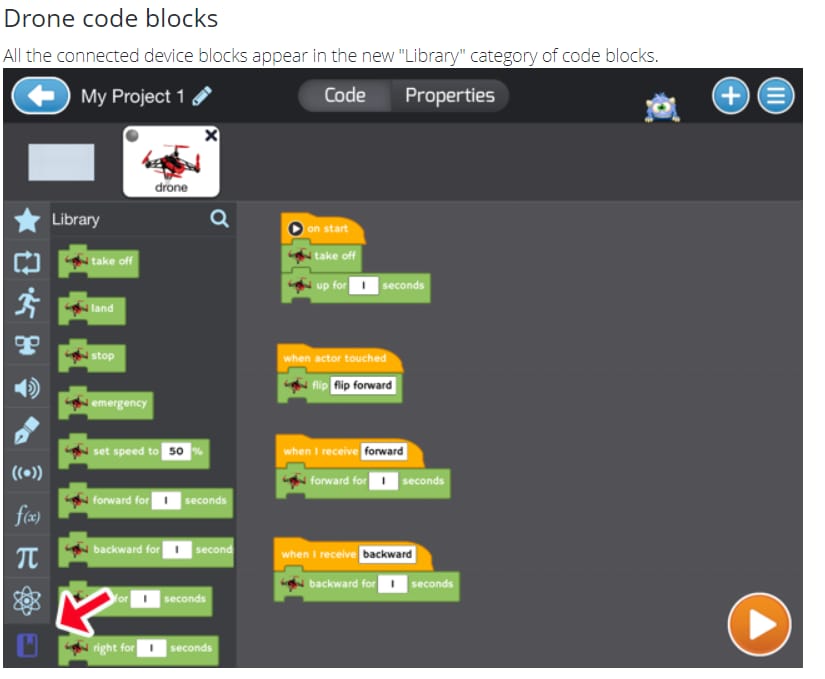 Drone code blocks
All the connected device blocks appear in the new "Library" category of code blocks.
My Project 1
Code
Properties
drone
Library
take off
land
stop
emergency
set speed to 50 %
forward for 1 seconds
backward for 1 second
for 1 seconds
right for 1 seconds
f(x)
π
on start
take off
up for 1 seconds
when actor touched
flip flip forward
when I receive forward
forward for 1 seconds
when I receive backward
backward for 1 seconds